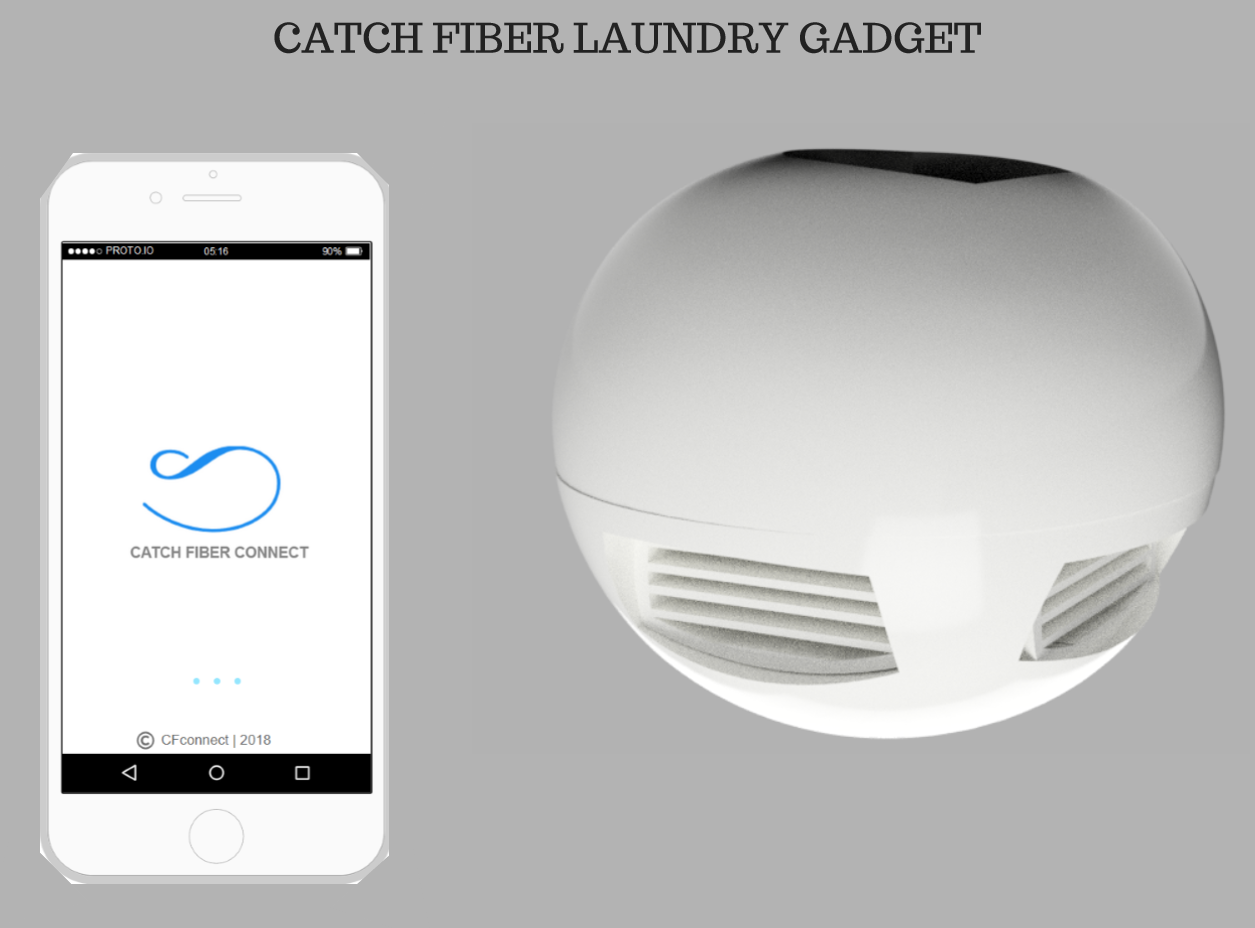 CATCH FIBER LAUNDRY GADGET
PROTO.IO 05:16 90%
CATCH FIBER CONNECT
© CFconnect | 2018